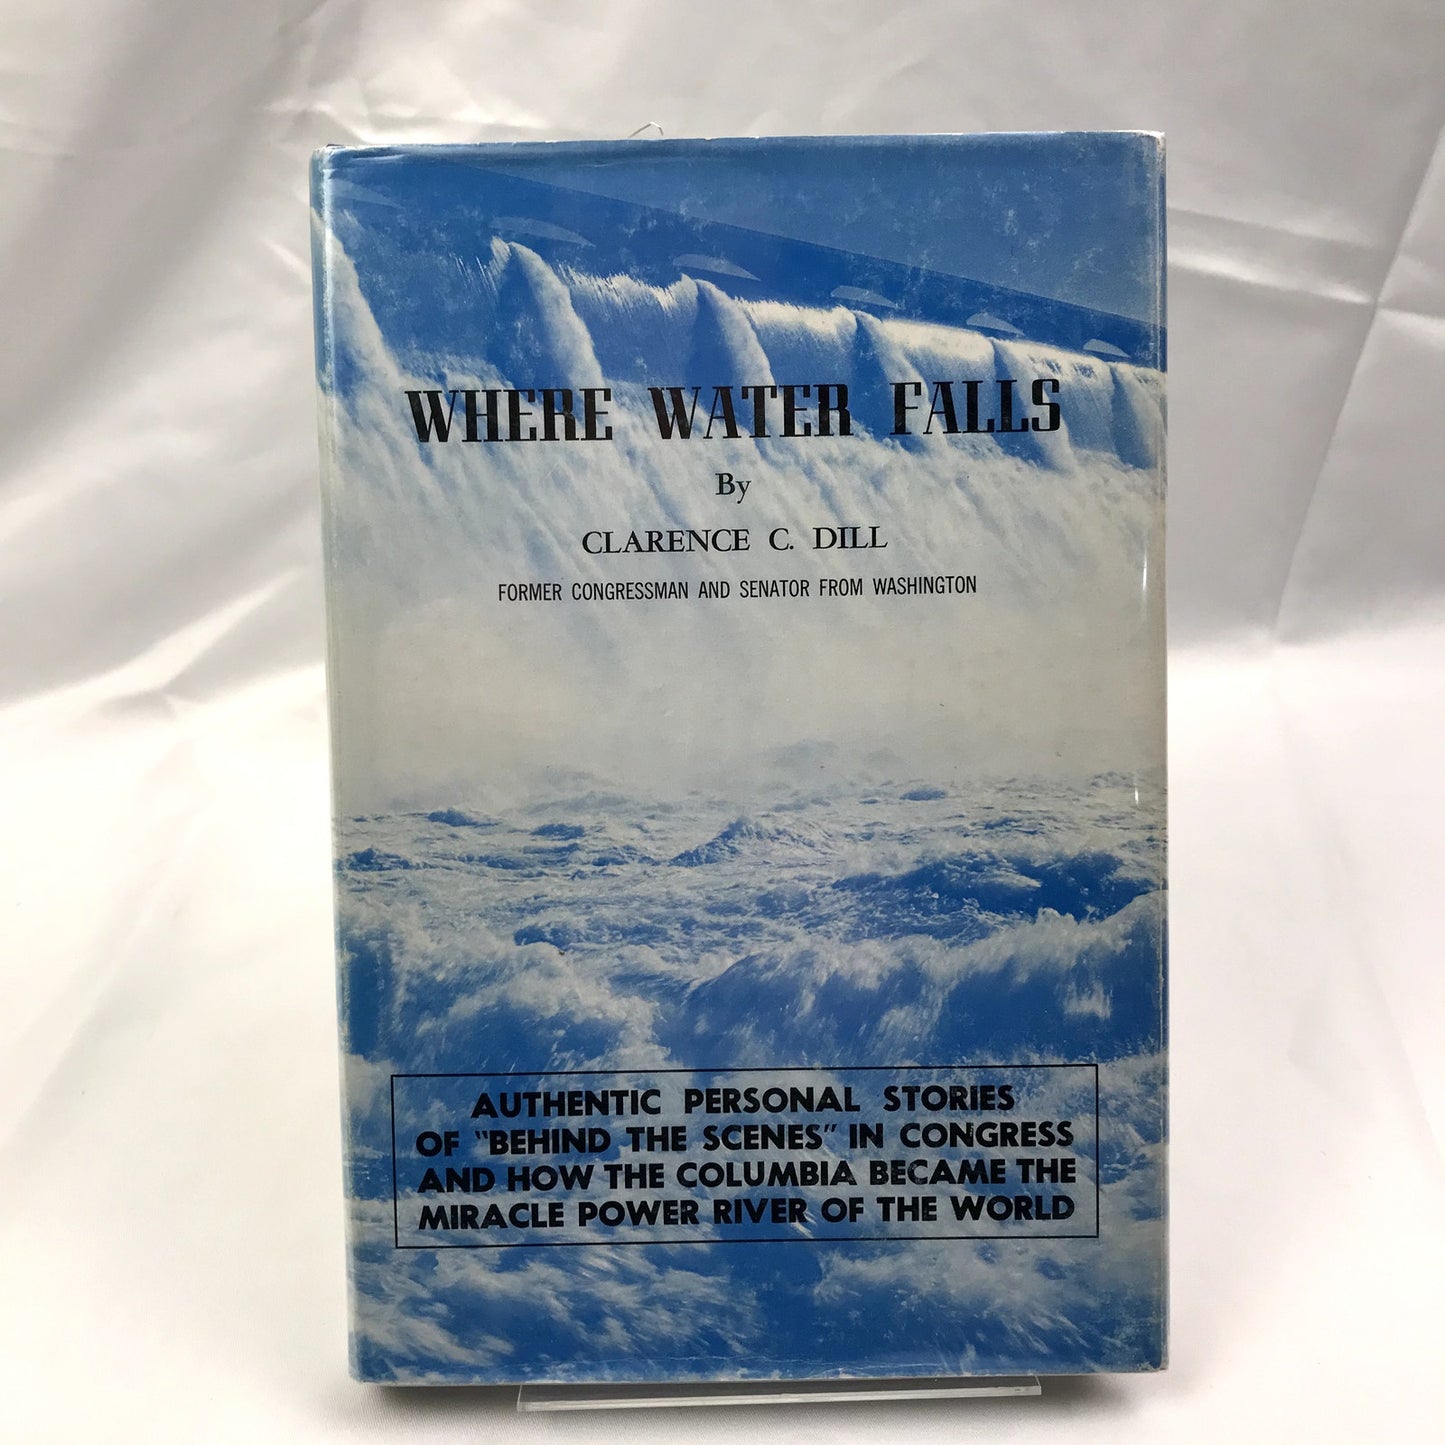 WHERE WATER FALLS
By
CLARENCE C. DILL
FORMER CONGRESSMAN AND SENATOR FROM WASHINGTON
AUTHENTIC PERSONAL STORIES
OF "BEHIND THE SCENES" IN CONGRESS
AND HOW THE COLUMBIA BECAME THE
MIRACLE POWER RIVER OF THE WORLD